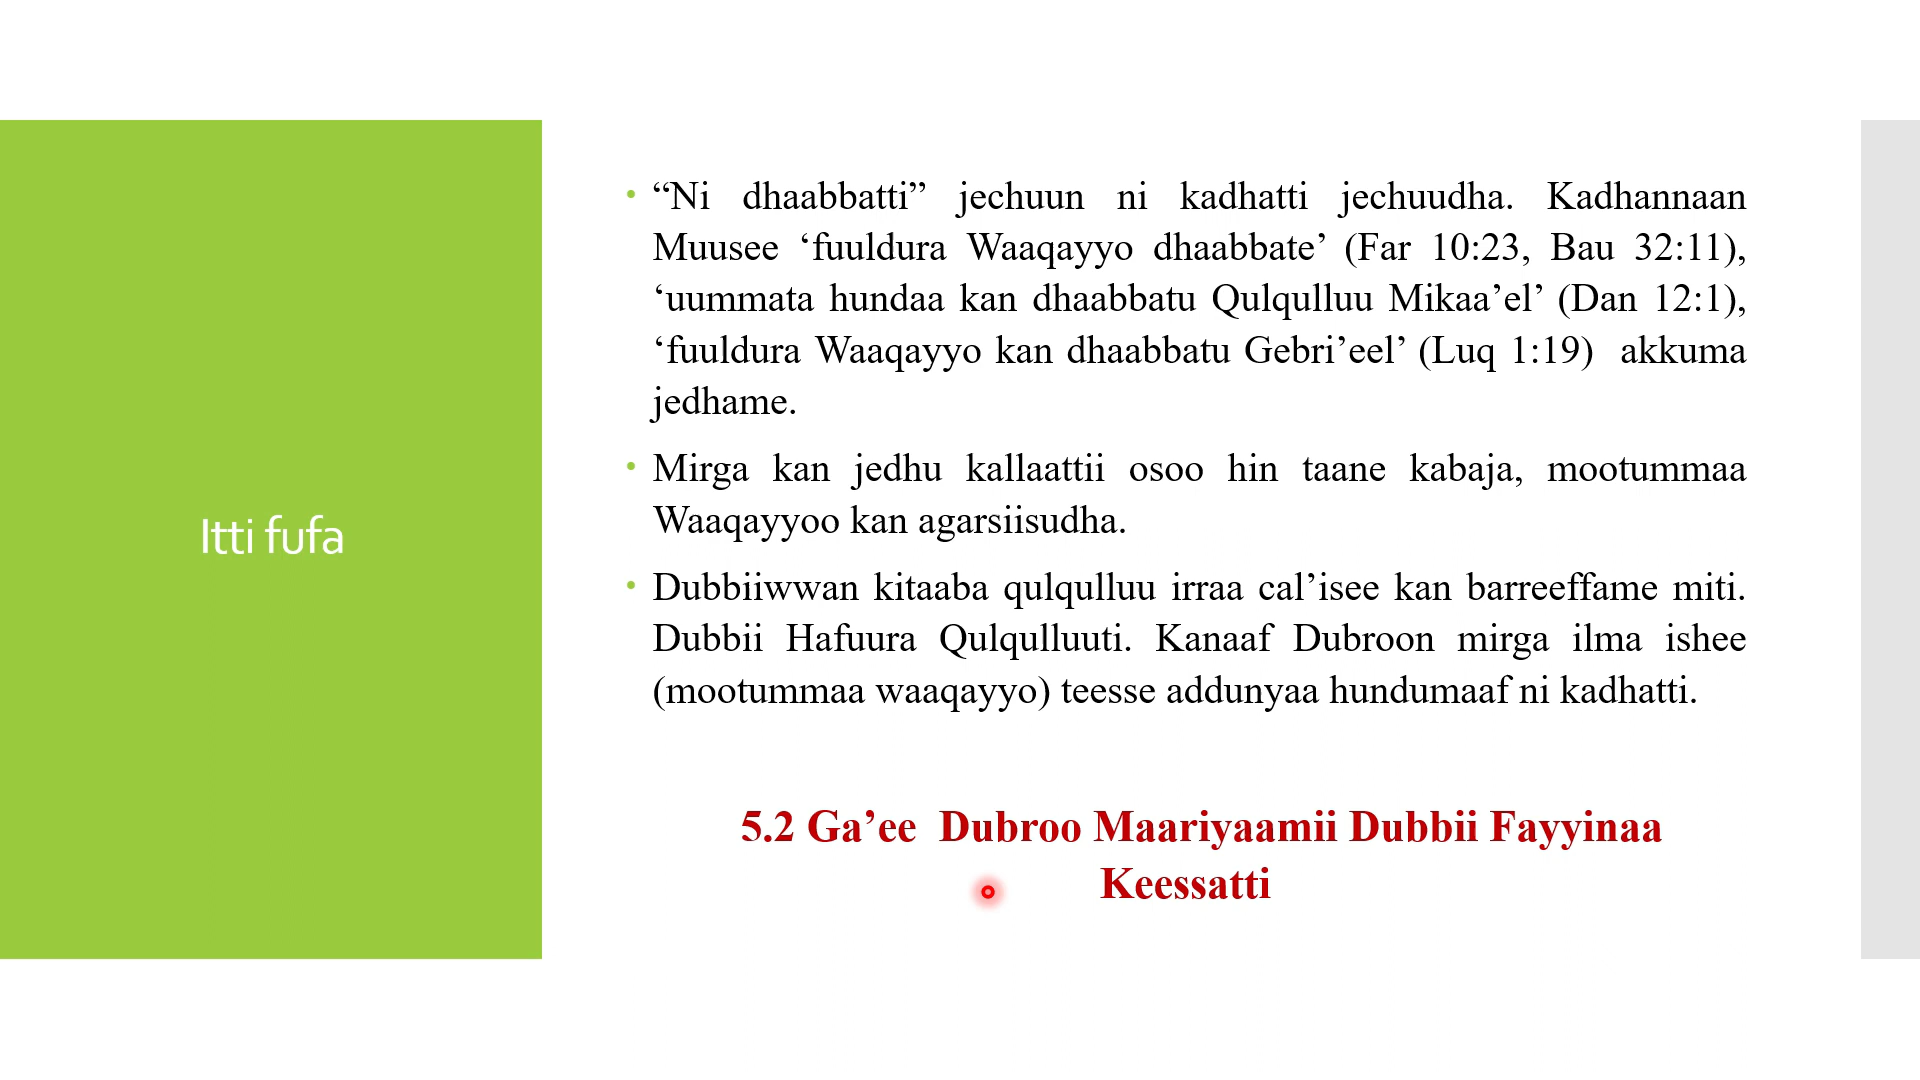 Itti fufa
“Ni dhaabbatti” jechuun ni kadhatti jechuudha. Kadhannaan
Muusee ‘fuuldura Waaqayyo dhaabbate’ (Far 10:23, Bau 32:11),
‘uummata hundaa kan dhaabbatu Qulqulluu Mikaa’el’ (Dan 12:1),
‘fuuldura Waaqayyo kan dhaabbatu Gebri’eel’ (Luq 1:19) akkuma
jedhame.
Mirga kan jedhu kallaattii osoo hin taane kabaja, mootummaa
Waaqayyoo kan agarsiisudha.
Dubbiiwwan kitaaba qulqulluu irraa cal’isee kan barreeffame miti.
Dubbii Hafuura Qulqulluuti. Kanaaf Dubroon mirga ilma ishee
(mootummaa waaqayyo) teesse addunyaa hundumaaf ni kadhatti.
5.2 Ga’ee Dubroo Maariyaamii Dubbii Fayyinaa
Keessatti